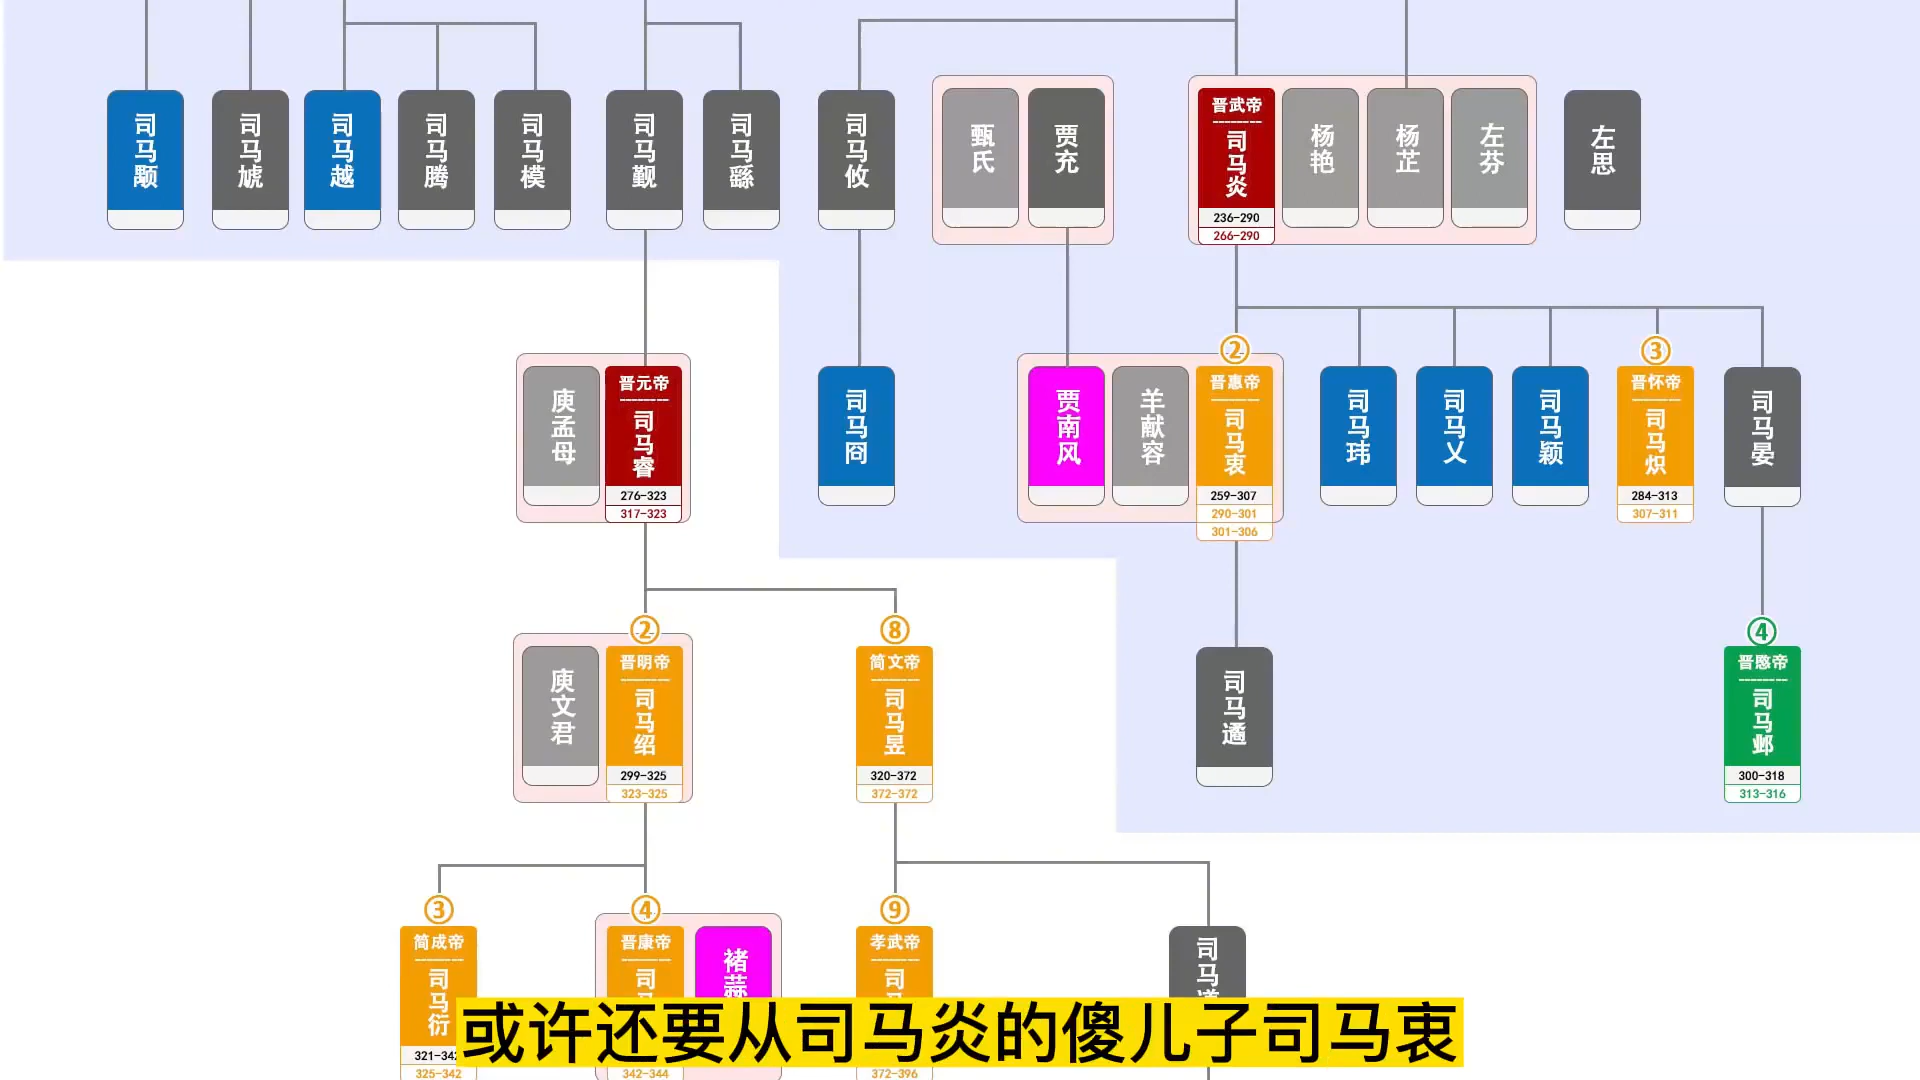 司马颙
司马虓
司马越
司马腾
司马模
司马觐
司马繇
司马攸
甄氏
贾充
晋武帝
司马炎
236-290
266-290
杨艳
杨芷
左芬
左思
庾孟母
晋元帝
司马睿
276-323
317-323
司马冏
贾南风
羊献容
②
晋惠帝
司马衷
259-307
290-301
301-306
司马玮
司马乂
司马颖
③
晋怀帝
司马炽
284-313
307-311
司马晏
庾文君
②
晋明帝
司马绍
299-325
323-325
⑧
简文帝
司马昱
320-372
372-372
司马遹
④
晋愍帝
司马邺
300-318
313-316
③
简成帝
司马衍
321-342
325-342
④
晋康帝
司
342-344
褚蒜
⑨
孝武帝
司
372-396
司马道
或许还要从司马炎的傻儿子司马衷